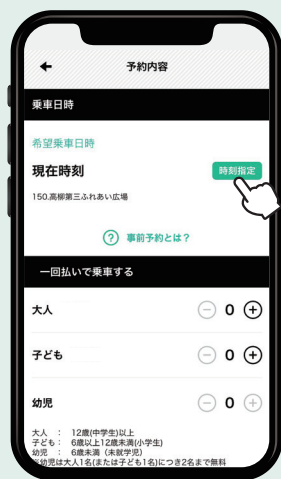 予約内容
乗車日時
希望乗車日時
現在時刻
時刻指定
150.高柳第三ふれあい広場
? 事前予約とは？
一回払いで乗車する
大人 0
子ども 0
幼児 0
大人 ： 12歳(中学生)以上
子ども： 6歳以上12歳未満(小学生)
幼児 ： 6歳未満（未就学児）
※幼児は大人1名(または子ども1名)につき2名まで無料